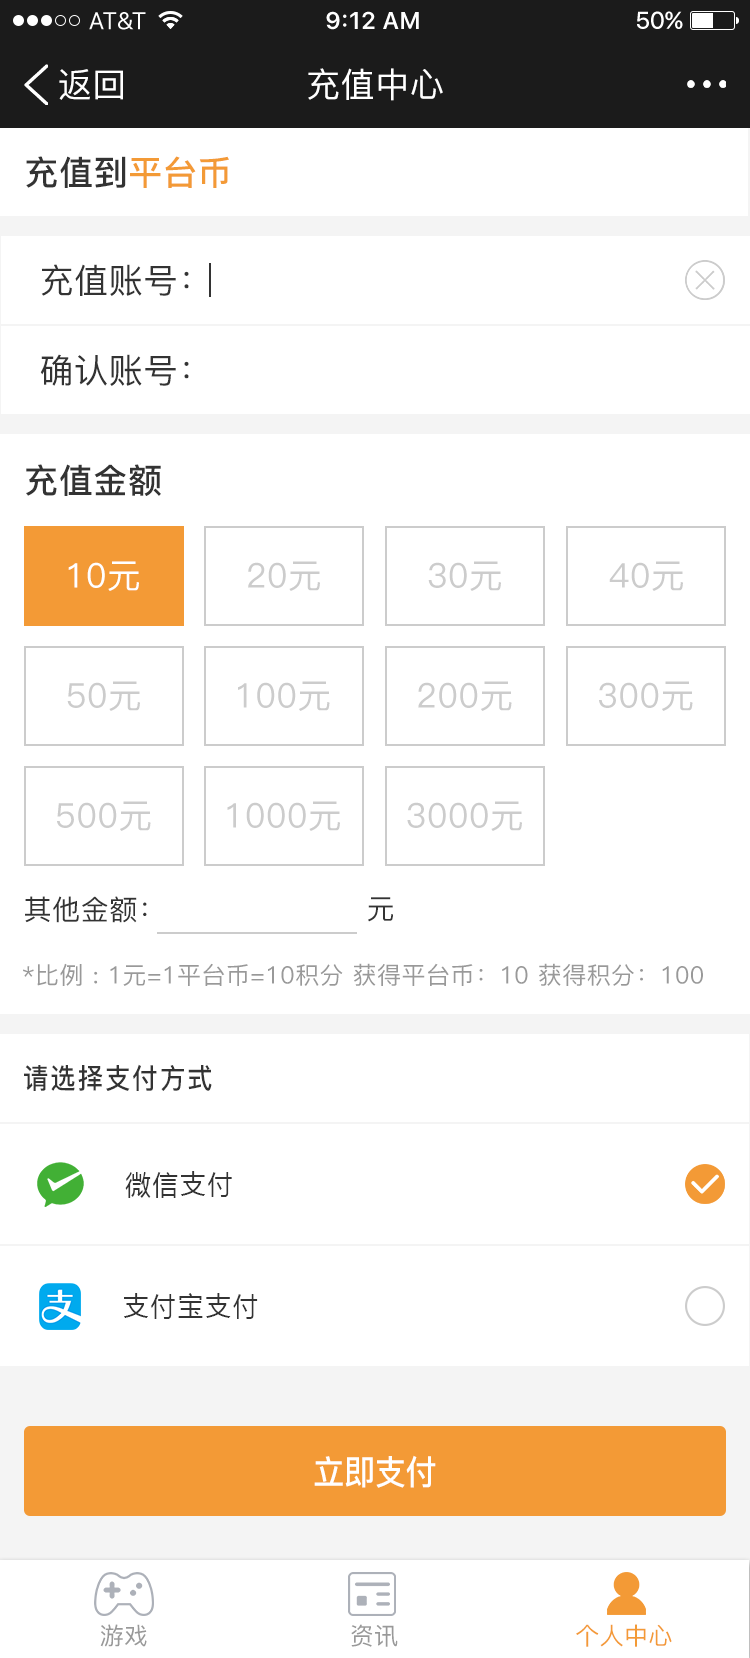 AT&T 9:12 AM 50%
返回 充值中心
充值到平台币
充值账号：
确认账号：
充值金额
10元 20元 30元 40元
50元 100元 200元 300元
500元 1000元 3000元
其他金额： 元
*比例：1元=1平台币=10积分 获得平台币：10 获得积分：100
请选择支付方式
微信支付
支 支付宝支付
立即支付
游戏 资讯 个人中心